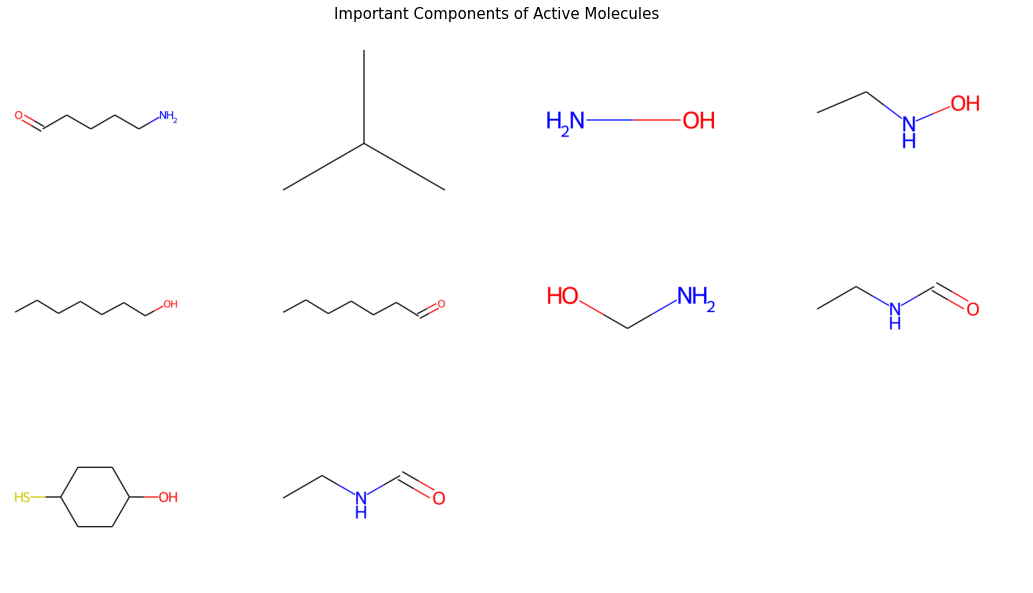 Important Components of Active Molecules
O NH2
H2N OH
N
H OH
OH
O
HO NH2
N
H O
HS OH
N
H O